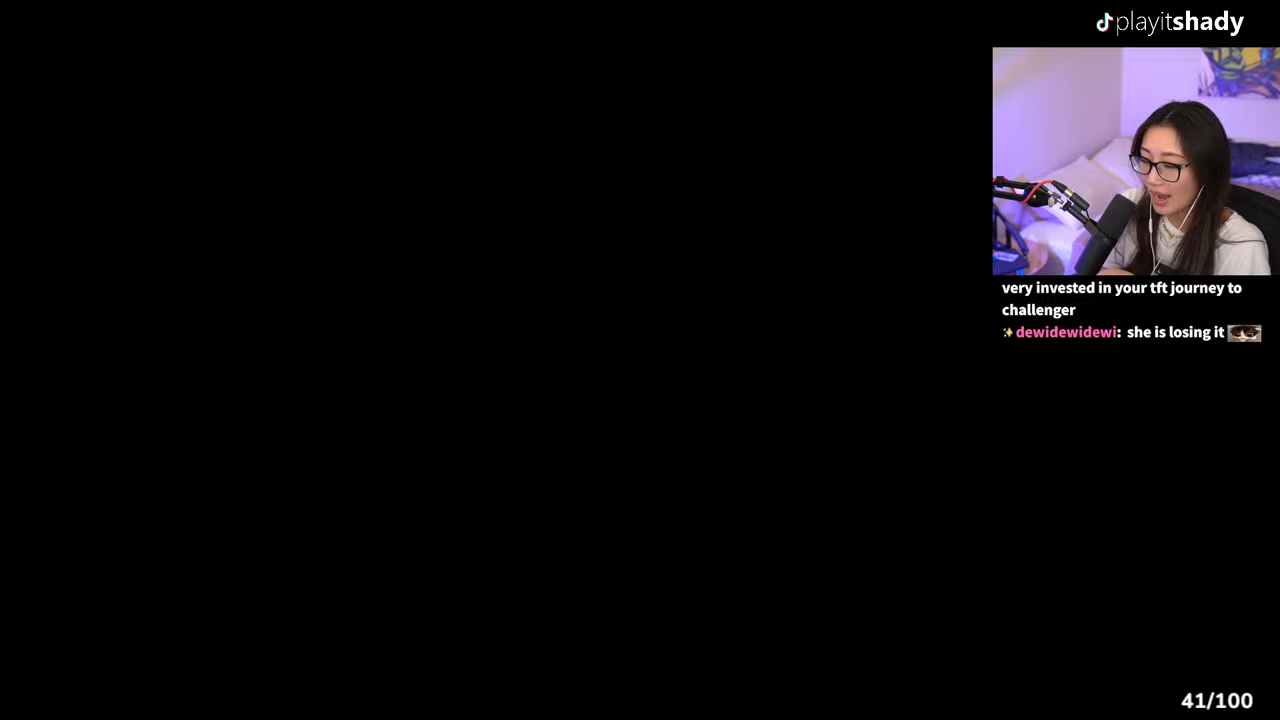 playitshady
very invested in your tft journey to
challenger
dewidewidewi: she is losing it
41/100